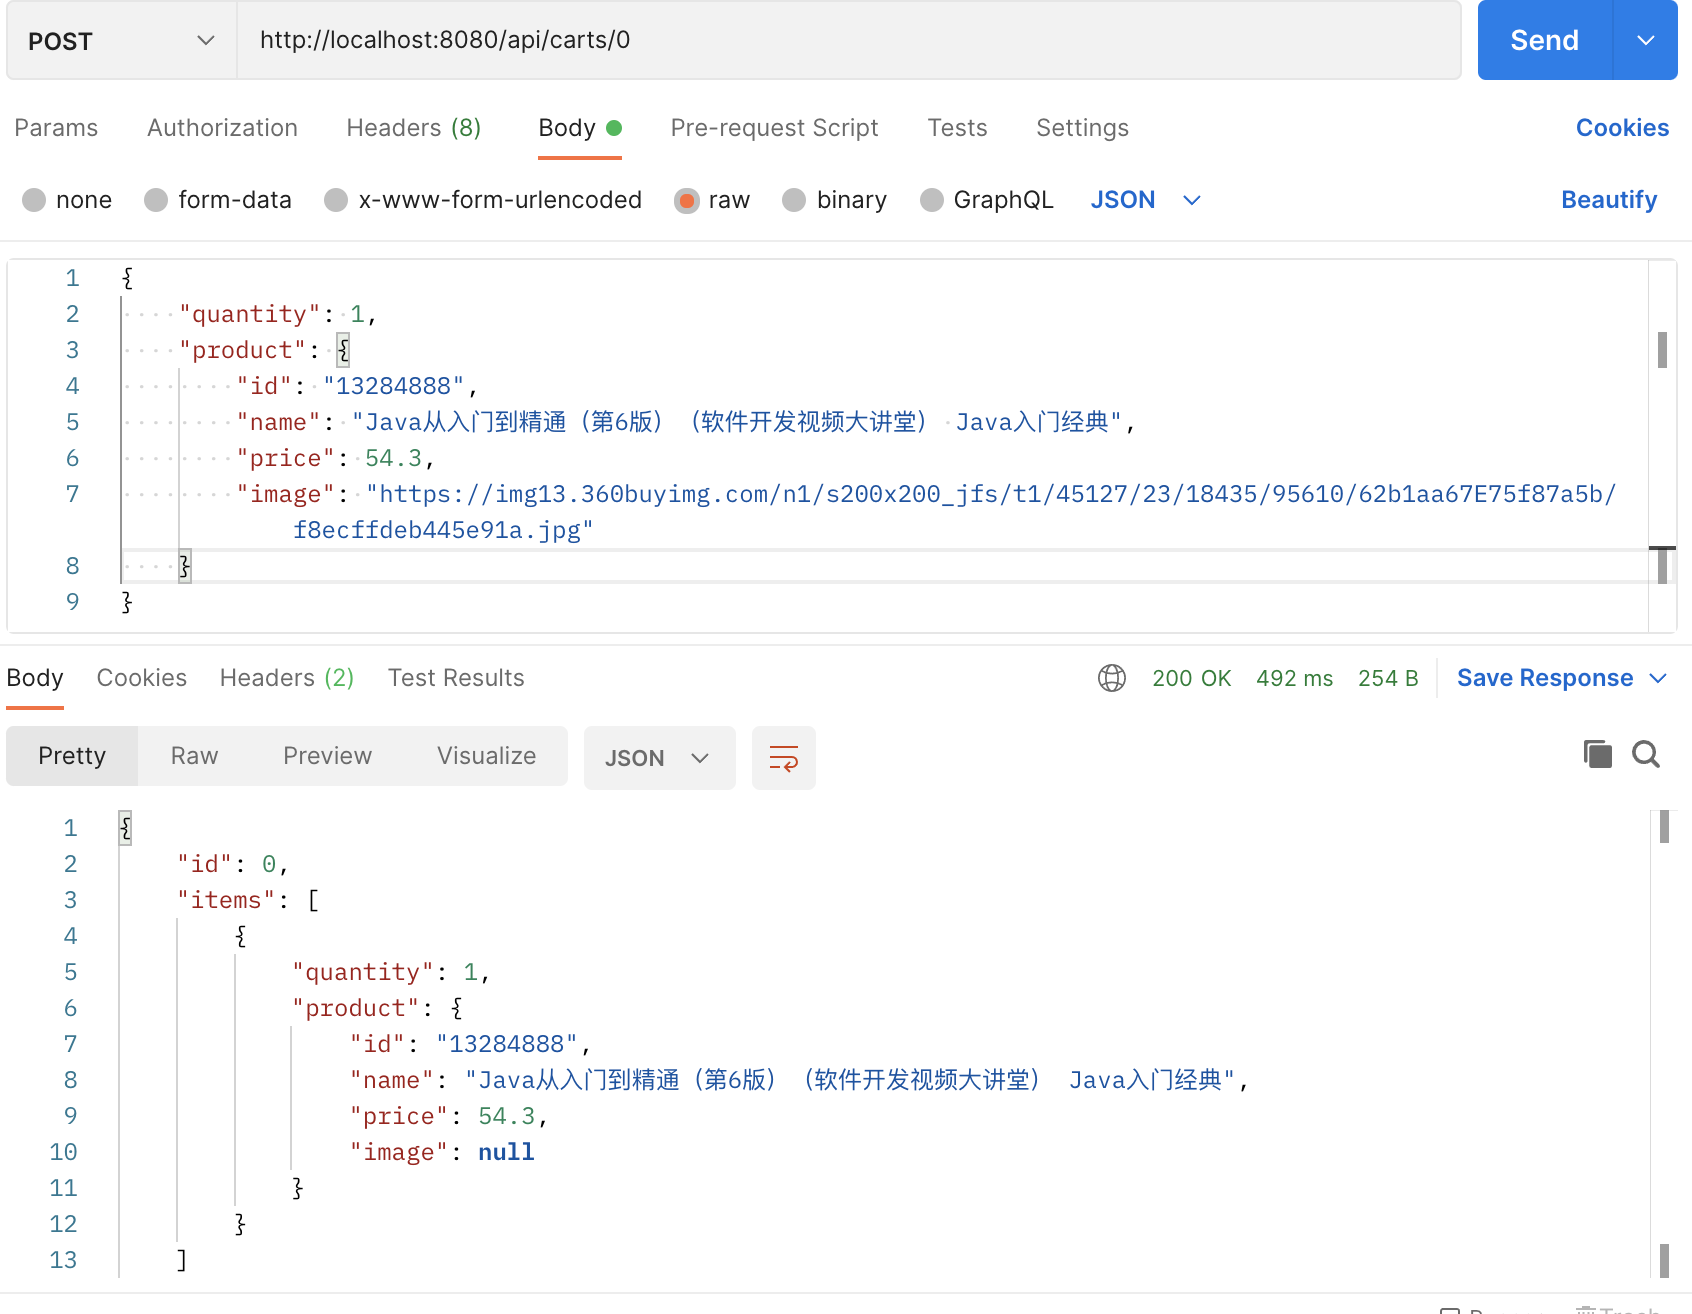 POST http://localhost:8080/api/carts/0 Send
Params Authorization Headers (8) Body Pre-request Script Tests Settings Cookies
none form-data x-www-form-urlencoded raw binary GraphQL JSON Beautify
1 {
2 "quantity": 1,
3 "product": {
4 "id": "13284888",
5 "name": "Java从入门到精通（第6版）（软件开发视频大讲堂） Java入门经典",
6 "price": 54.3,
7 "image": "https://img13.360buyimg.com/n1/s200x200_jfs/t1/45127/23/18435/95610/62b1aa67E75f87a5b/
f8ecffdeb445e91a.jpg"
8 }
9 }
Body Cookies Headers (2) Test Results 200 OK 492 ms 254 B Save Response
Pretty Raw Preview Visualize JSON
1 {
2 "id": 0,
3 "items": [
4 {
5 "quantity": 1,
6 "product": {
7 "id": "13284888",
8 "name": "Java从入门到精通（第6版）（软件开发视频大讲堂） Java入门经典",
9 "price": 54.3,
10 "image": null
11 }
12 }
13 ]